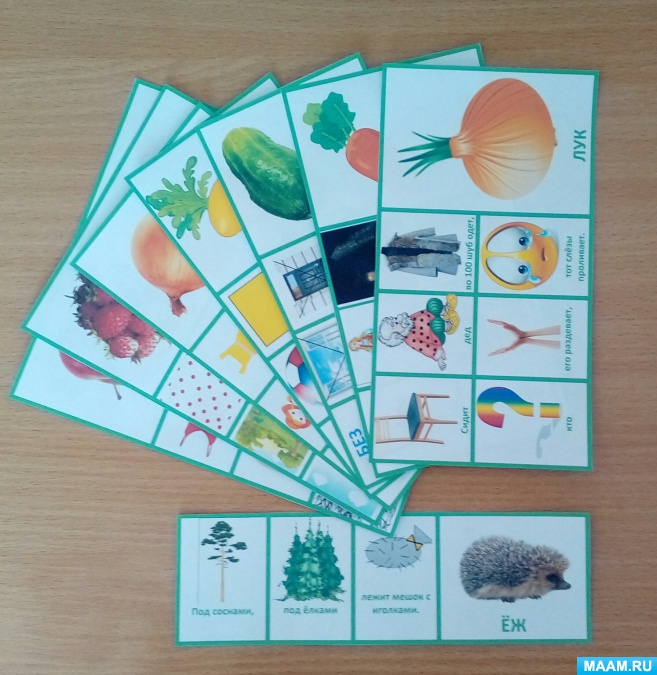 ЛУК
Сидит
дед
во 100 шуб одет,
кто
его раздевает,
тот слёзы
проливает.
БЕЗ
Под соснами,
под ёлками
лежит мешок с
иголками.
ЁЖ
MAAM.RU